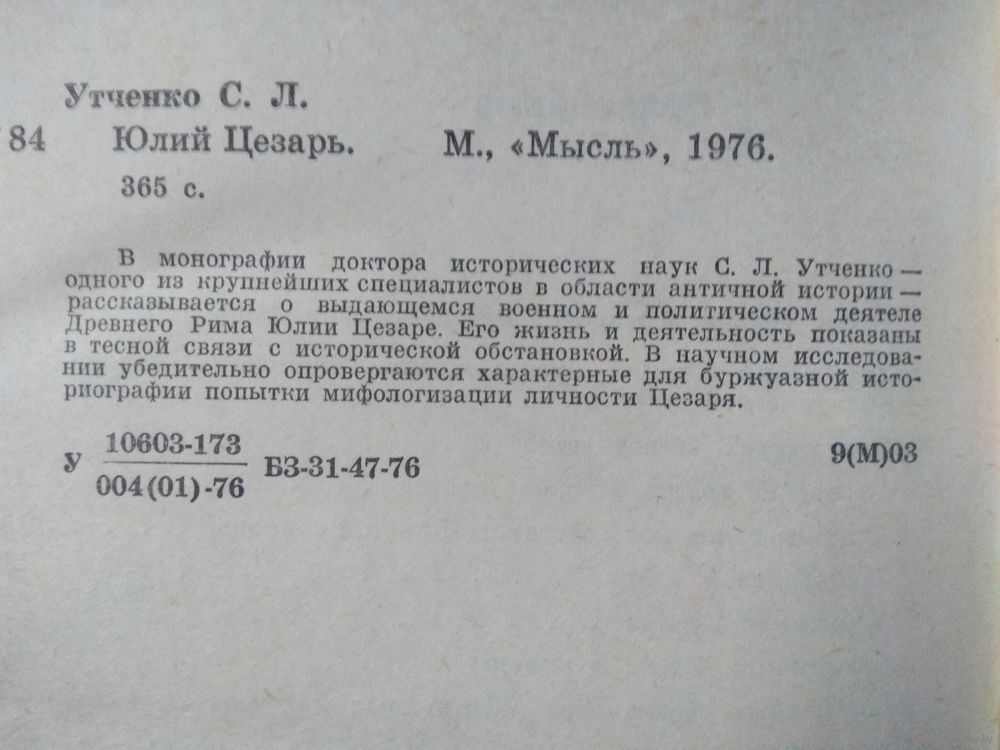 Утченко С. Л.
84 Юлий Цезарь. М., «Мысль», 1976.
365 с.
В монографии доктора исторических наук С. Л. Утченко —
одного из крупнейших специалистов в области античной истории —
рассказывается о выдающемся военном и политическом деятеле
Древнего Рима Юлии Цезаре. Его жизнь и деятельность показаны
в тесной связи с исторической обстановкой. В научном исследова-
нии убедительно опровергаются характерные для буржуазной исто-
риографии попытки мифологизации личности Цезаря.
У 10603-173
004(01)-76 БЗ-31-47-76 9(М)03